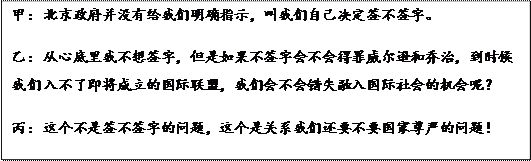 甲：北京政府并没有给我们明确指示，叫我们自己决定签不签字。
乙：从心底里我不想签字，但是如果不签字会不会得罪威尔逊和乔治，到时候
我们入不了即将成立的国际联盟，我们会不会错失融入国际社会的机会呢？
丙：这个不是签不签字的问题，这个是关系我们还要不要国家尊严的问题！